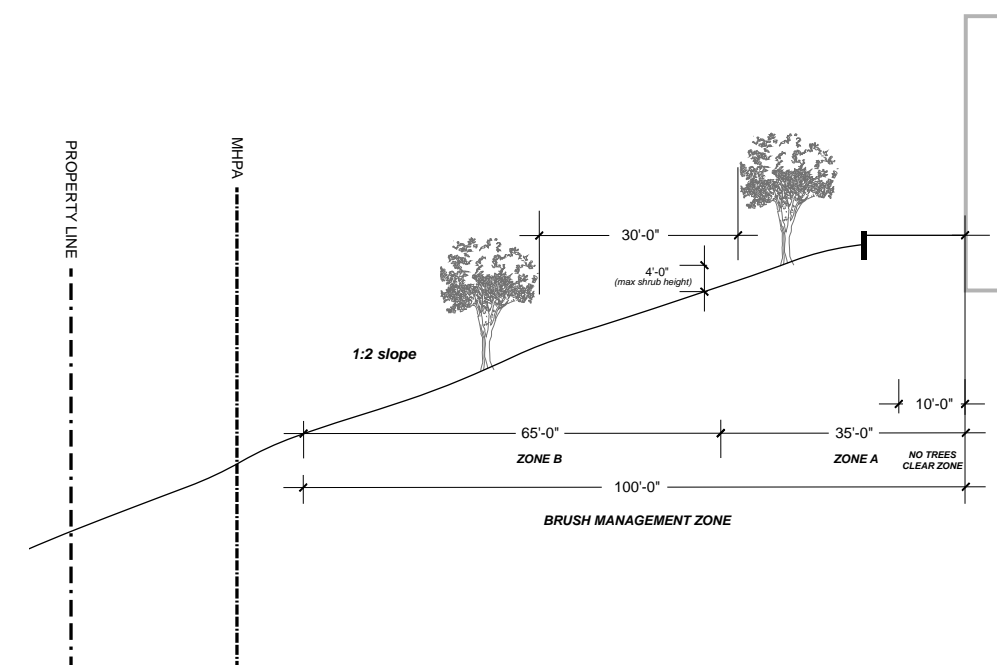 PROPERTY LINE
MHPA
30'-0"
4'-0"
(max shrub height)
1:2 slope
10'-0"
65'-0"
35'-0"
ZONE B
ZONE A
NO TREES
CLEAR ZONE
100'-0"
BRUSH MANAGEMENT ZONE